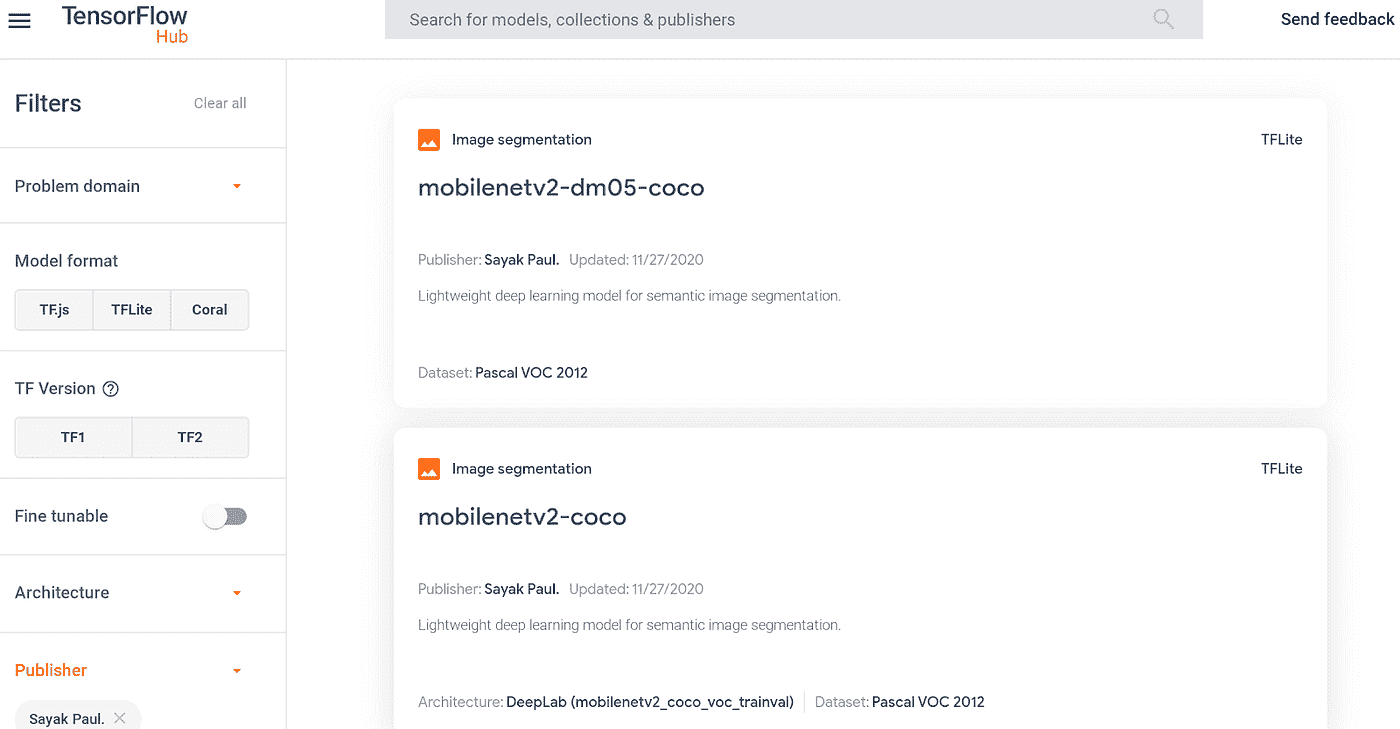 TensorFlow
Hub
Search for models, collections & publishers
Send feedback
Filters
Clear all
Problem domain
Model format
TF.js
TFLite
Coral
TF Version
TF1
TF2
Fine tunable
Architecture
Publisher
Sayak Paul.
Image segmentation
TFLite
mobilenetv2-dm05-coco
Publisher: Sayak Paul. Updated: 11/27/2020
Lightweight deep learning model for semantic image segmentation.
Dataset: Pascal VOC 2012
Image segmentation
TFLite
mobilenetv2-coco
Publisher: Sayak Paul. Updated: 11/27/2020
Lightweight deep learning model for semantic image segmentation.
Architecture: DeepLab (mobilenetv2_coco_voc_trainval)
Dataset: Pascal VOC 2012